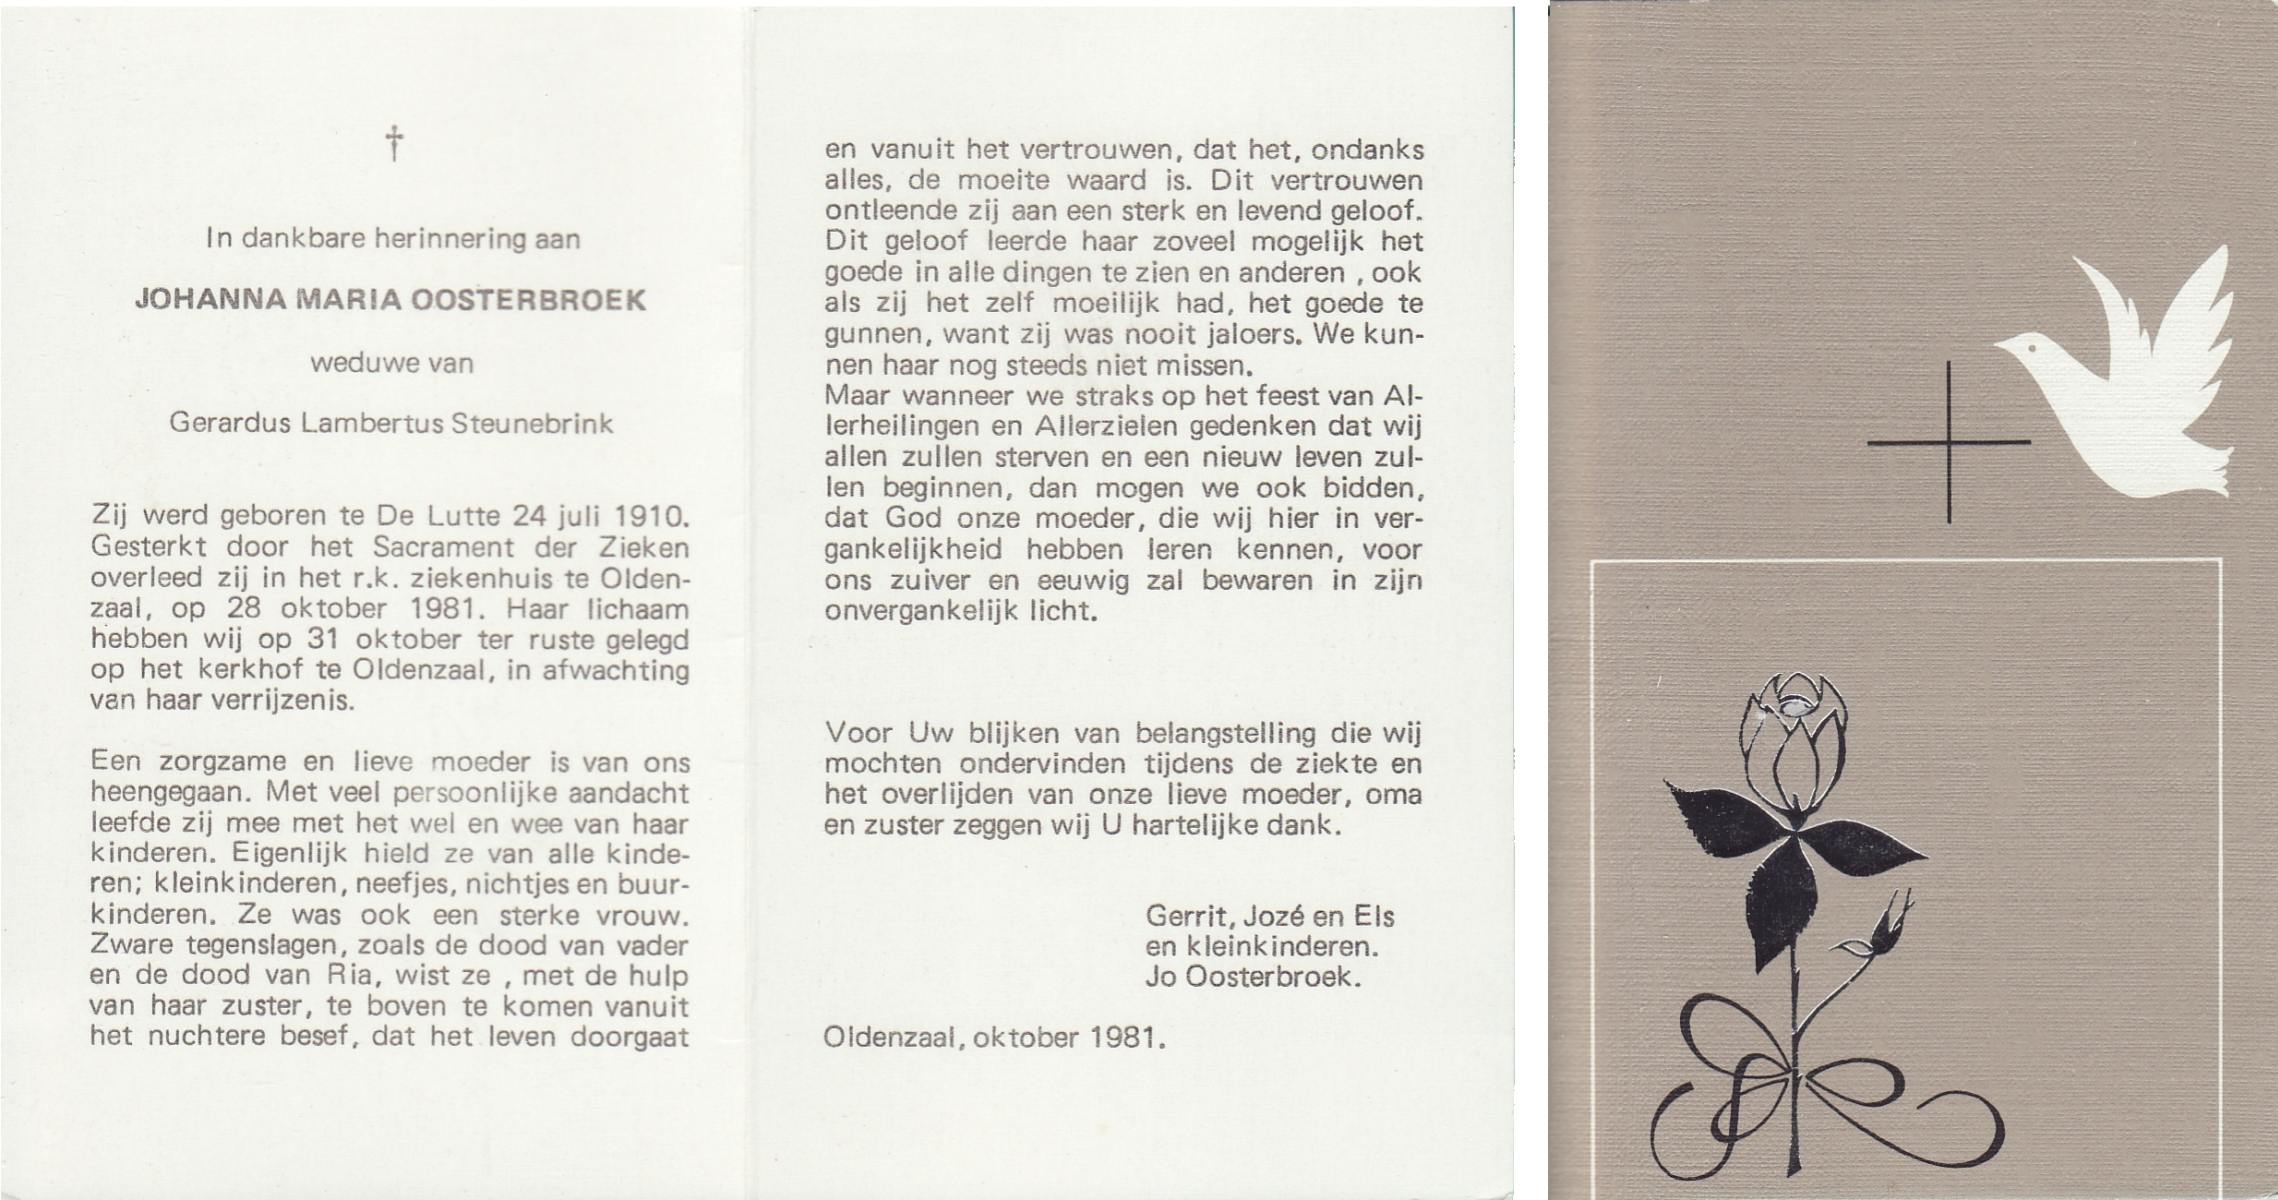 †
In dankbare herinnering aan
JOHANNA MARIA OOSTERBROEK
weduwe van
Gerardus Lambertus Steunebrink
Zij werd geboren te De Lutte 24 juli 1910.
Gesterkt door het Sacrament der Zieken
overleed zij in het r.k. ziekenhuis te Olden-
zaal, op 28 oktober 1981. Haar lichaam
hebben wij op 31 oktober ter ruste gelegd
op het kerkhof te Oldenzaal, in afwachting
van haar verrijzenis.
Een zorgzame en lieve moeder is van ons
heengegaan. Met veel persoonlijke aandacht
leefde zij mee met het wel en wee van haar
kinderen. Eigenlijk hield ze van alle kinde-
ren; kleinkinderen, neefjes, nichtjes en buur-
kinderen. Ze was ook een sterke vrouw.
Zware tegenslagen, zoals de dood van vader
en de dood van Ria, wist ze , met de hulp
van haar zuster, te boven te komen vanuit
het nuchtere besef, dat het leven doorgaat
en vanuit het vertrouwen, dat het, ondanks
alles, de moeite waard is. Dit vertrouwen
ontleende zij aan een sterk en levend geloof.
Dit geloof leerde haar zoveel mogelijk het
goede in alle dingen te zien en anderen , ook
als zij het zelf moeilijk had, het goede te
gunnen, want zij was nooit jaloers. We kun-
nen haar nog steeds niet missen.
Maar wanneer we straks op het feest van Al-
lerheilingen en Allerzielen gedenken dat wij
allen zullen sterven en een nieuw leven zul-
len beginnen, dan mogen we ook bidden,
dat God onze moeder, die wij hier in ver-
gankelijkheid hebben leren kennen, voor
ons zuiver en eeuwig zal bewaren in zijn
onvergankelijk licht.
Voor Uw blijken van belangstelling die wij
mochten ondervinden tijdens de ziekte en
het overlijden van onze lieve moeder, oma
en zuster zeggen wij U hartelijke dank.
Gerrit, Jozé en Els
en kleinkinderen.
Jo Oosterbroek.
Oldenzaal, oktober 1981.